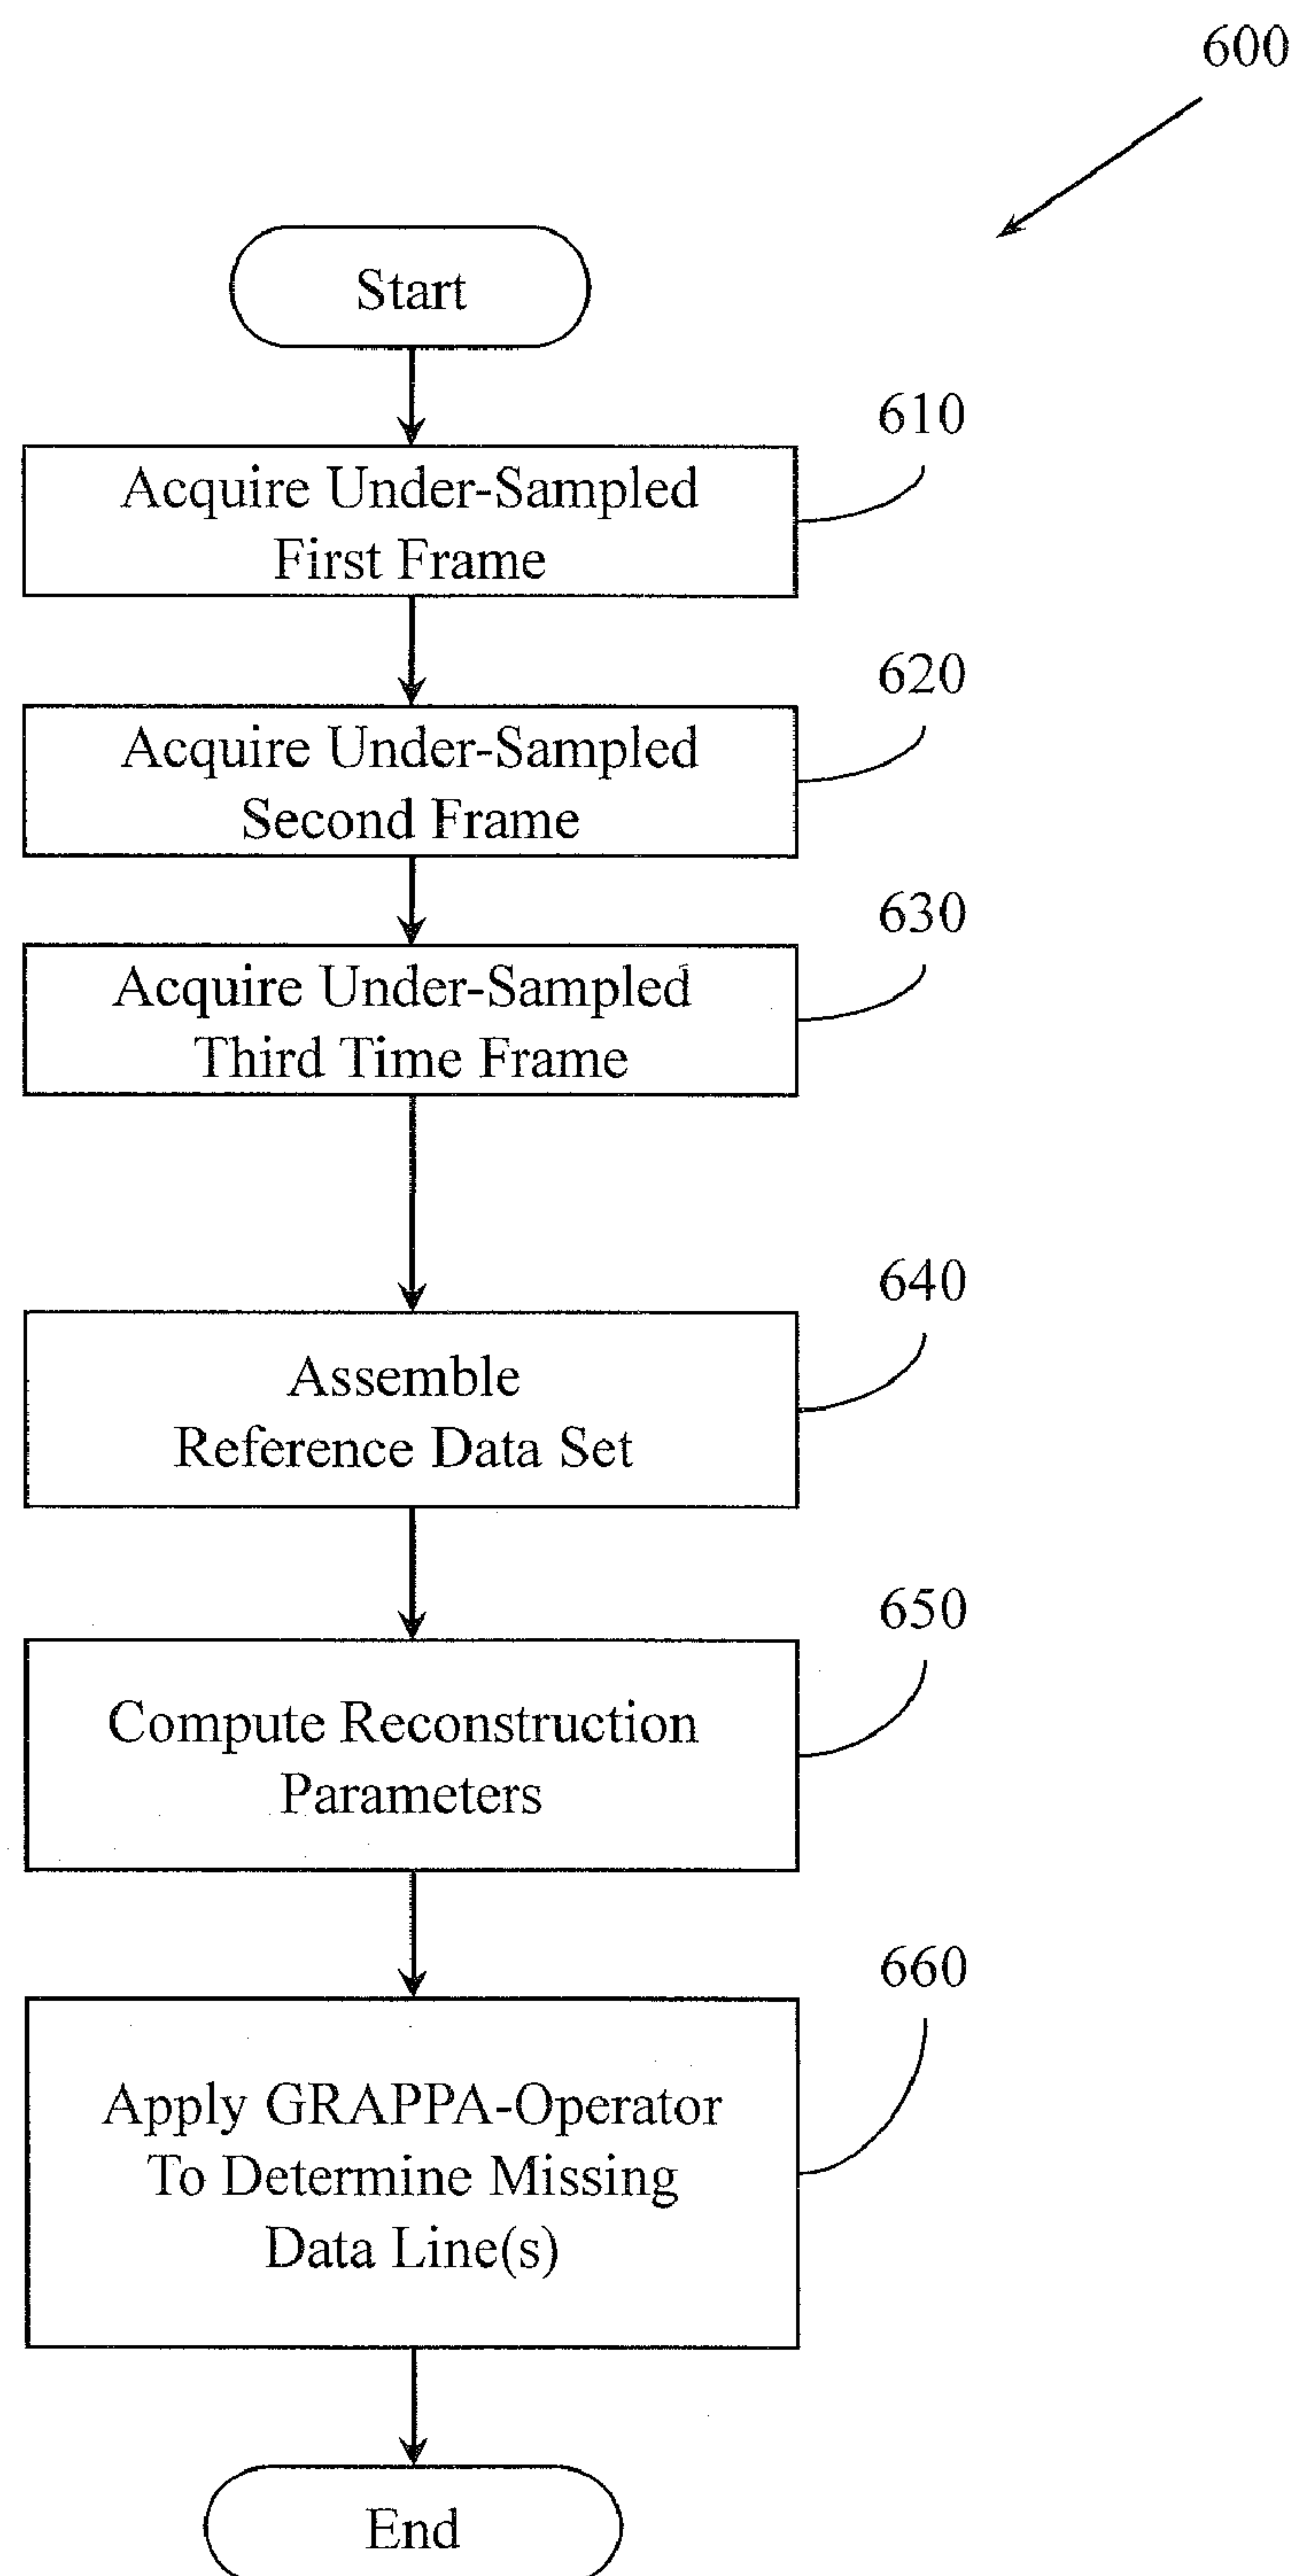 600
Start
610
Acquire Under-Sampled
First Frame
620
Acquire Under-Sampled
Second Frame
630
Acquire Under-Sampled
Third Time Frame
640
Assemble
Reference Data Set
650
Compute Reconstruction
Parameters
660
Apply GRAPPA-Operator
To Determine Missing
Data Line(s)
End